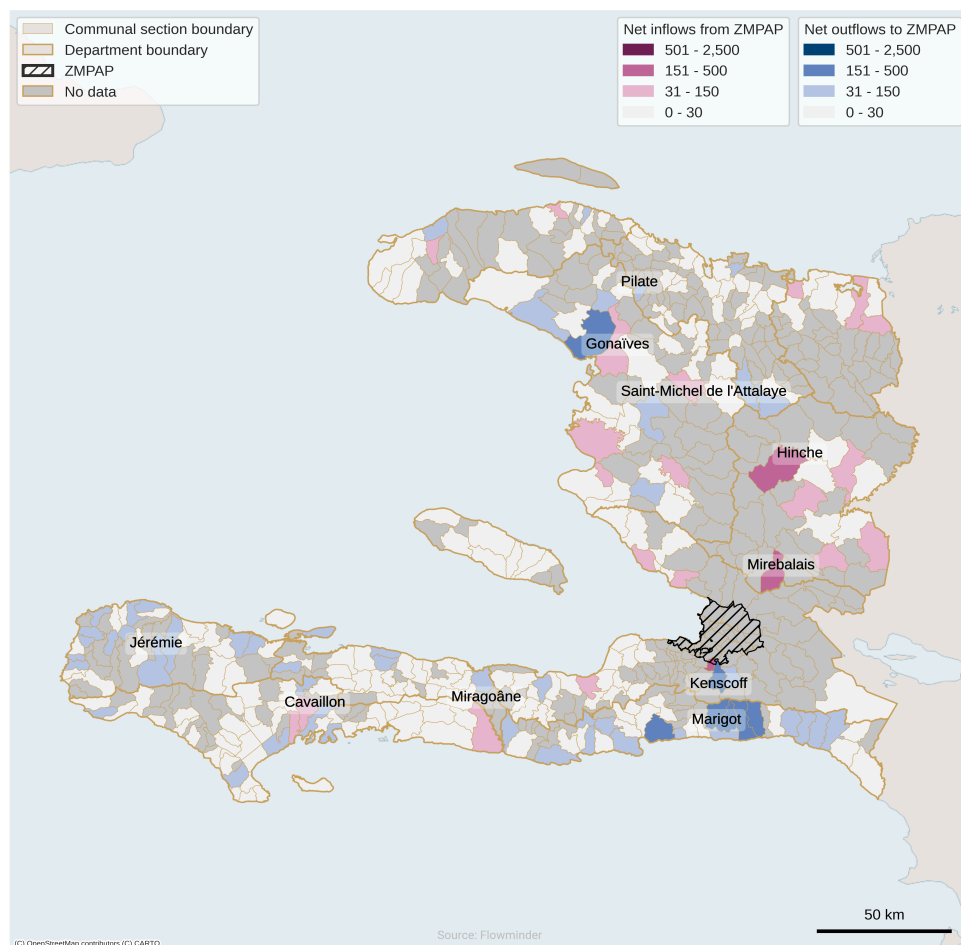 Communal section boundary
Department boundary
ZMPAP
No data
Net inflows from ZMPAP
501 - 2,500
151 - 500
31 - 150
0 - 30
Net outflows to ZMPAP
501 - 2,500
151 - 500
31 - 150
0 - 30
Pilate
Gonaïves
Saint-Michel de l'Attalaye
Hinche
Mirebalais
Jérémie
Cavaillon
Miragoâne
Kenscoff
Marigot
50 km
Source: Flowminder
(C) OpenStreetMap contributors (C) CARTO